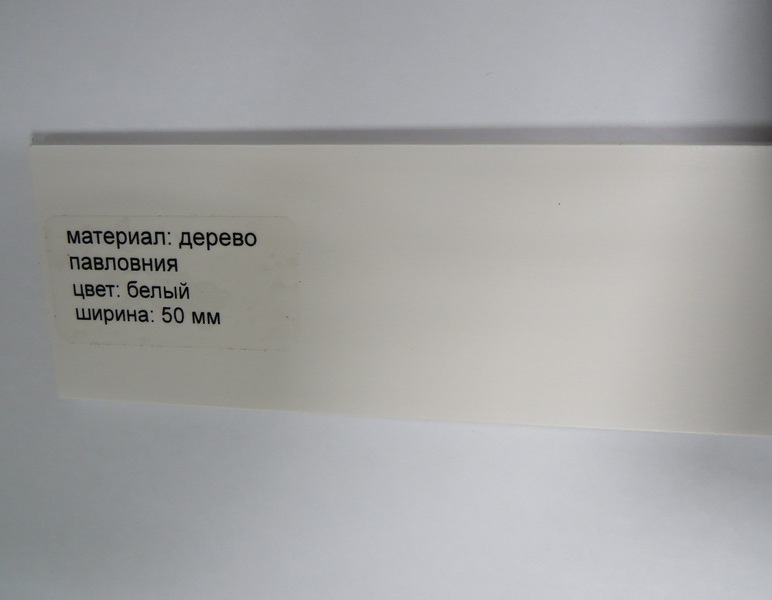 материал: дерево
павловния
цвет: белый
ширина: 50 мм